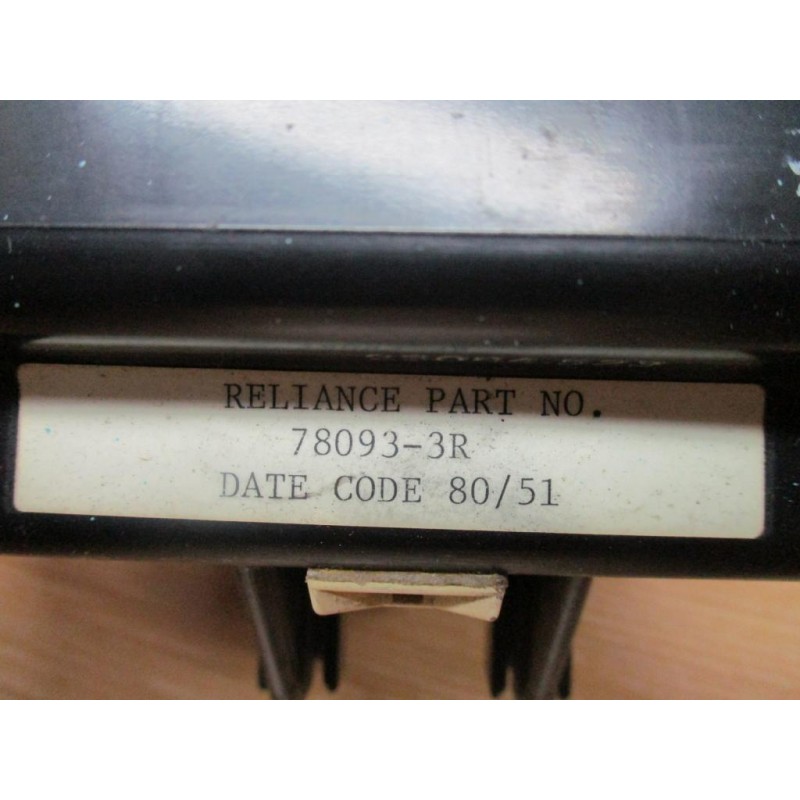 RELIANCE PART NO.
78093-3R
DATE CODE 80/51